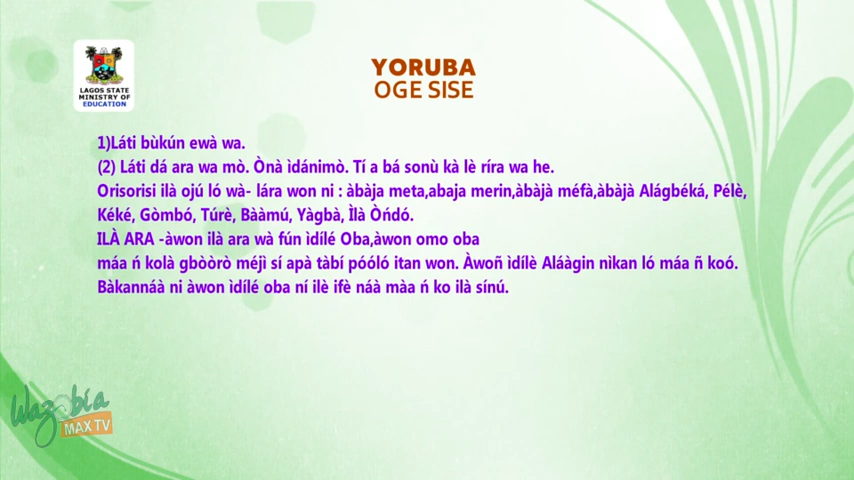 LAGOS STATE
MINISTRY OF
EDUCATION
YORUBA
OGE SISE
1)Láti bùkún ewà wa.
(2) Láti dá ara wa mò. Ònà ìdánimò. Tí a bá sonù kà lè ríra wa he.
Orisorisi ilà ojú ló wà- lára won ni : àbàja meta,abaja merin,àbàjà méfà,àbàjà Alágbéká, Pélè,
Kéké, Gòmbó, Túrè, Bààmú, Yàgbà, Ìlà Òńdó.
ILÀ ARA -àwon ilà ara wà fún ìdílé Oba,àwon omo oba
máa ń kolà gbòòrò méjì sí apà tàbí póóló itan won. Àwoñ ìdílè Aláàgin nìkan ló máa ñ koó.
Bàkannáà ni àwon ìdílé oba ní ilè ifè náà màa ń ko ilà sínú.
Wazobia
MAX TV